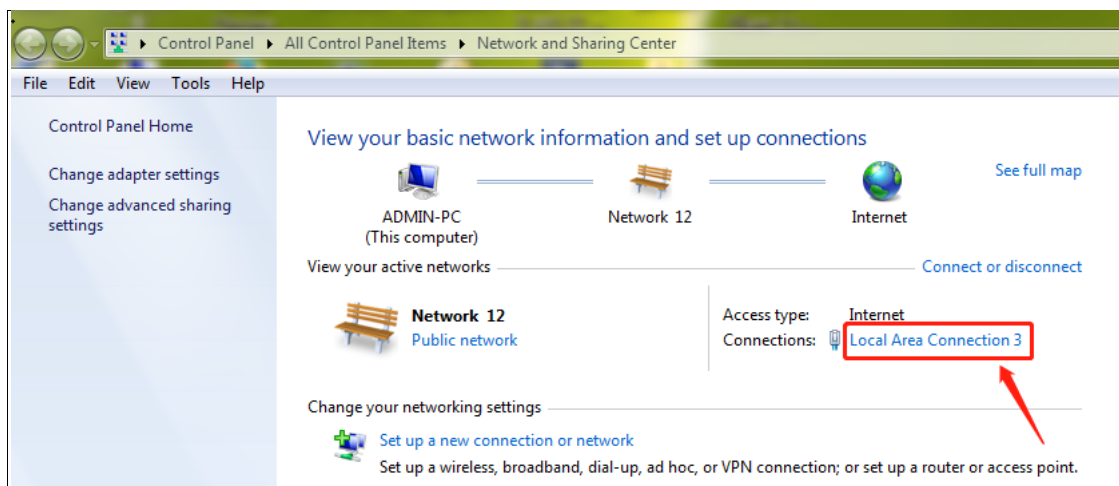 Control Panel ▸ All Control Panel Items ▸ Network and Sharing Center
File Edit View Tools Help
Control Panel Home
Change adapter settings
Change advanced sharing
settings
View your basic network information and set up connections
See full map
ADMIN-PC
(This computer)
Network 12
Internet
View your active networks
Connect or disconnect
Network 12
Public network
Access type: Internet
Connections: Local Area Connection 3
Change your networking settings
Set up a new connection or network
Set up a wireless, broadband, dial-up, ad hoc, or VPN connection; or set up a router or access point.